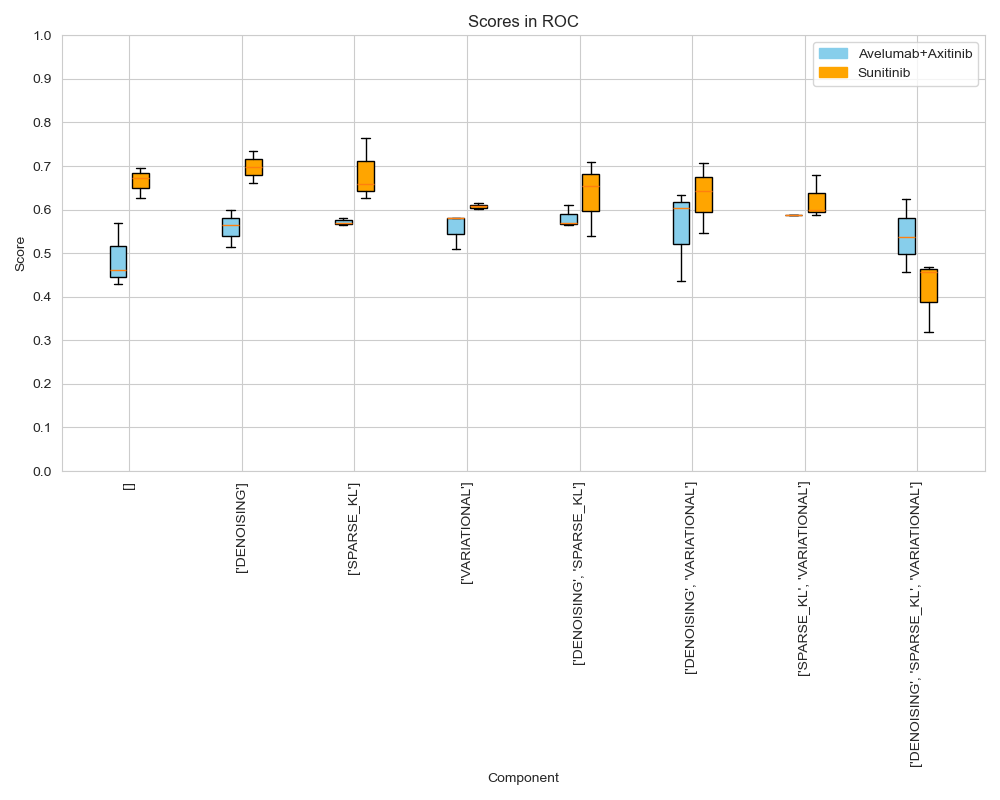 Scores in ROC
Avelumab+Axitinib
Sunitinib
1.0
0.9
0.8
0.7
0.6
0.5
0.4
0.3
0.2
0.1
0.0
Score
[]
['DENOISING']
['SPARSE_KL']
['VARIATIONAL']
['DENOISING', 'SPARSE_KL']
['DENOISING', 'VARIATIONAL']
['SPARSE_KL', 'VARIATIONAL']
['DENOISING', 'SPARSE_KL', 'VARIATIONAL']
Component